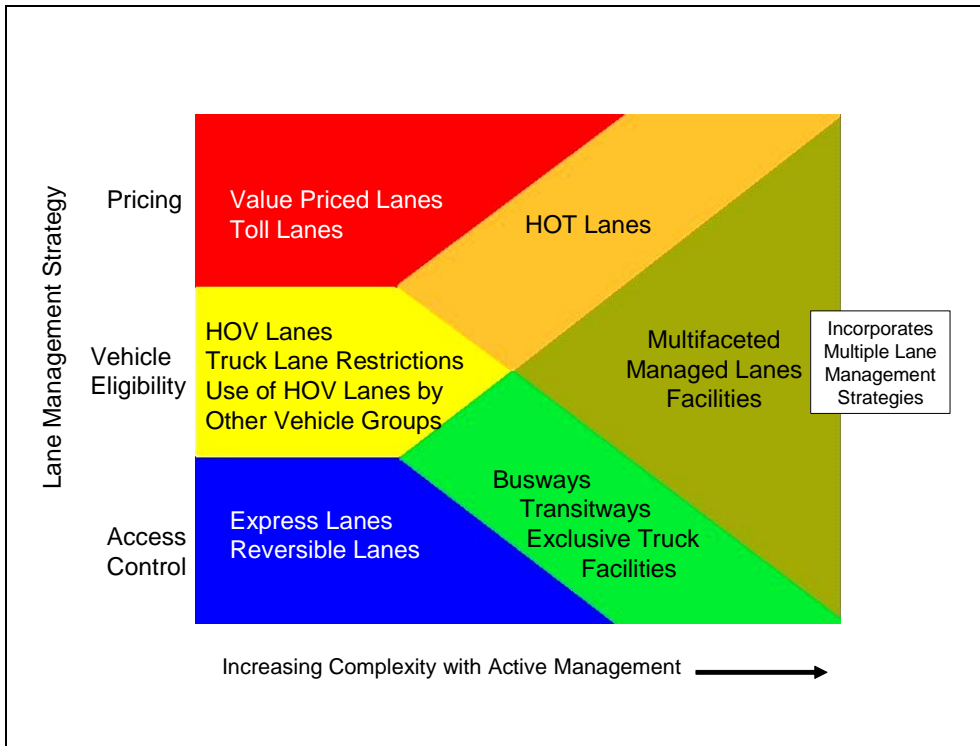 Lane Management Strategy
Pricing
Value Priced Lanes
Toll Lanes
HOT Lanes
Vehicle
Eligibility
HOV Lanes
Truck Lane Restrictions
Use of HOV Lanes by
Other Vehicle Groups
Multifaceted
Managed Lanes
Facilities
Incorporates
Multiple Lane
Management
Strategies
Access
Control
Express Lanes
Reversible Lanes
Busways
Transitways
Exclusive Truck
Facilities
Increasing Complexity with Active Management